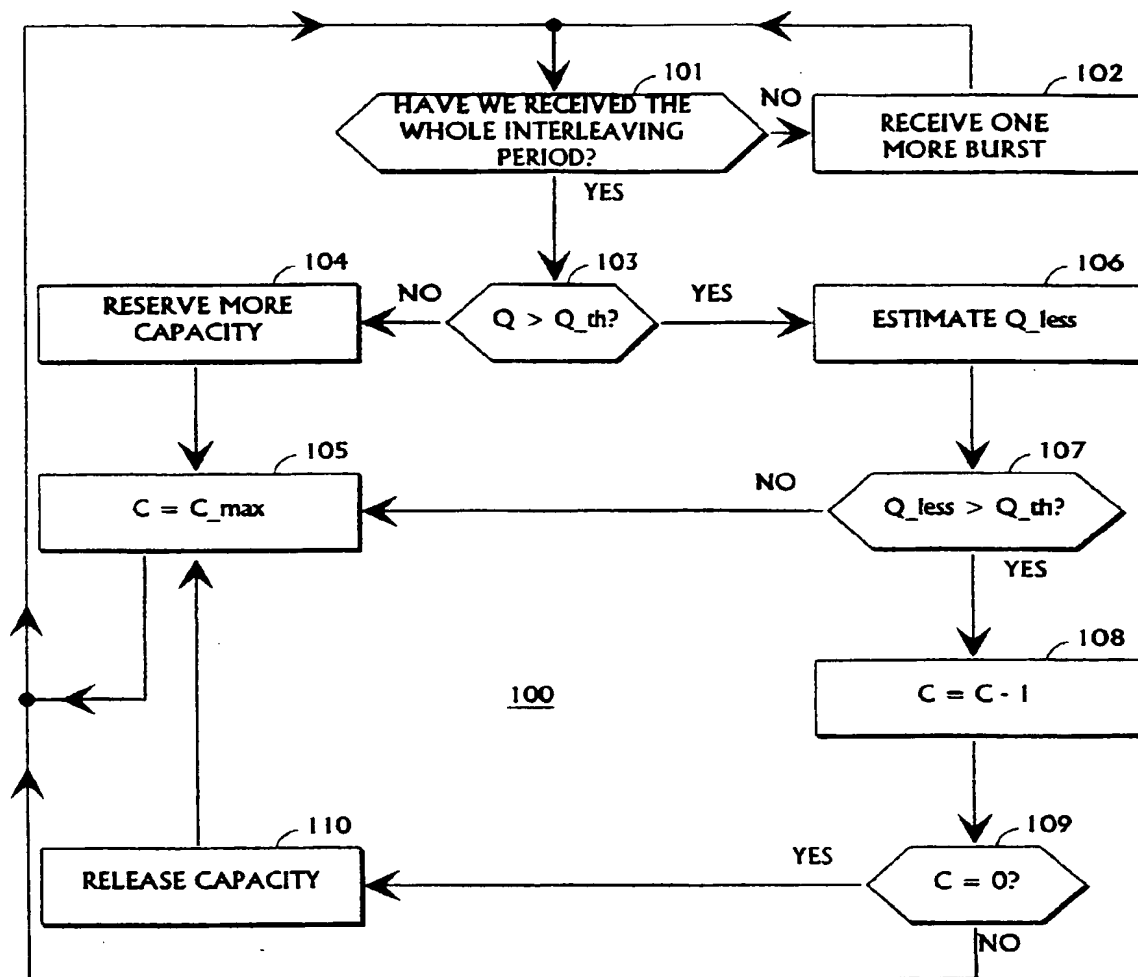 101
HAVE WE RECEIVED THE
WHOLE INTERLEAVING
PERIOD?
NO
102
RECEIVE ONE
MORE BURST
YES
104
RESERVE MORE
CAPACITY
NO
103
Q > Q_th?
YES
106
ESTIMATE Q_less
105
C = C_max
NO
107
Q_less > Q_th?
YES
108
C = C - 1
100
110
RELEASE CAPACITY
YES
109
C = 0?
NO